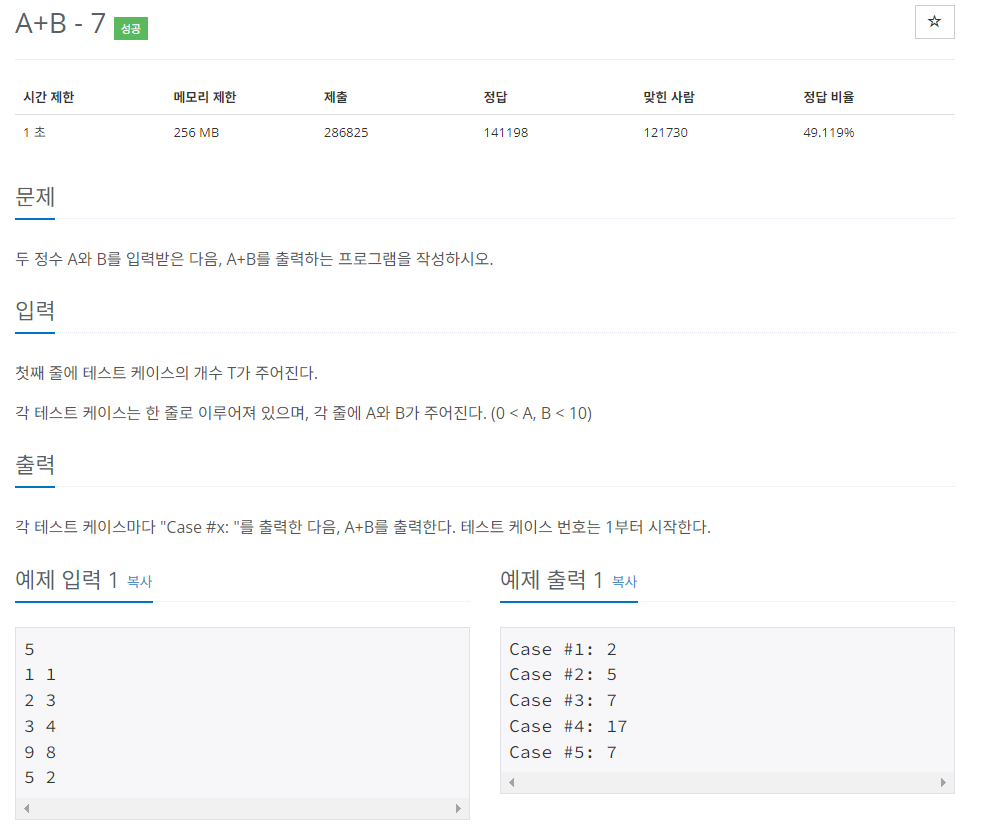 A+B - 7 성공
☆
시간 제한 메모리 제한 제출 정답 맞힌 사람 정답 비율
1 초 256 MB 286825 141198 121730 49.119%
문제
두 정수 A와 B를 입력받은 다음, A+B를 출력하는 프로그램을 작성하시오.
입력
첫째 줄에 테스트 케이스의 개수 T가 주어진다.
각 테스트 케이스는 한 줄로 이루어져 있으며, 각 줄에 A와 B가 주어진다. (0 < A, B < 10)
출력
각 테스트 케이스마다 "Case #x: "를 출력한 다음, A+B를 출력한다. 테스트 케이스 번호는 1부터 시작한다.
예제 입력 1 복사
5
1 1
2 3
3 4
9 8
5 2
예제 출력 1 복사
Case #1: 2
Case #2: 5
Case #3: 7
Case #4: 17
Case #5: 7